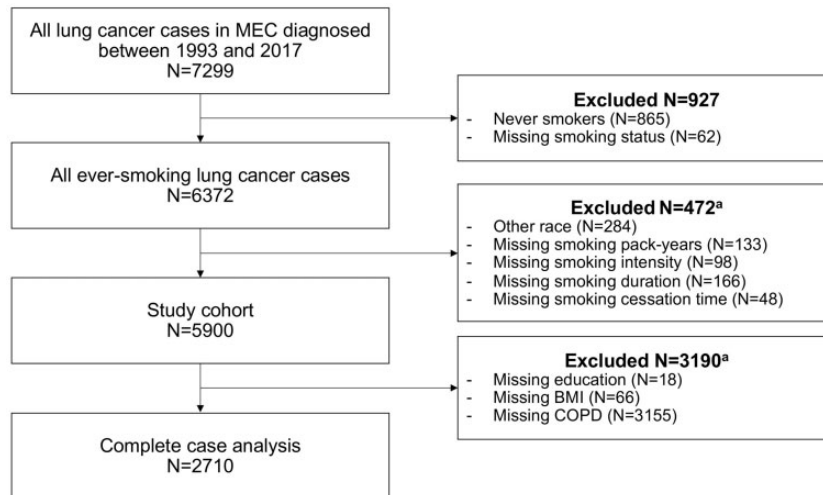 All lung cancer cases in MEC diagnosed
between 1993 and 2017
N=7299
Excluded N=927
- Never smokers (N=865)
- Missing smoking status (N=62)
All ever-smoking lung cancer cases
N=6372
Excluded N=472ᵃ
- Other race (N=284)
- Missing smoking pack-years (N=133)
- Missing smoking intensity (N=98)
- Missing smoking duration (N=166)
- Missing smoking cessation time (N=48)
Study cohort
N=5900
Excluded N=3190ᵃ
- Missing education (N=18)
- Missing BMI (N=66)
- Missing COPD (N=3155)
Complete case analysis
N=2710